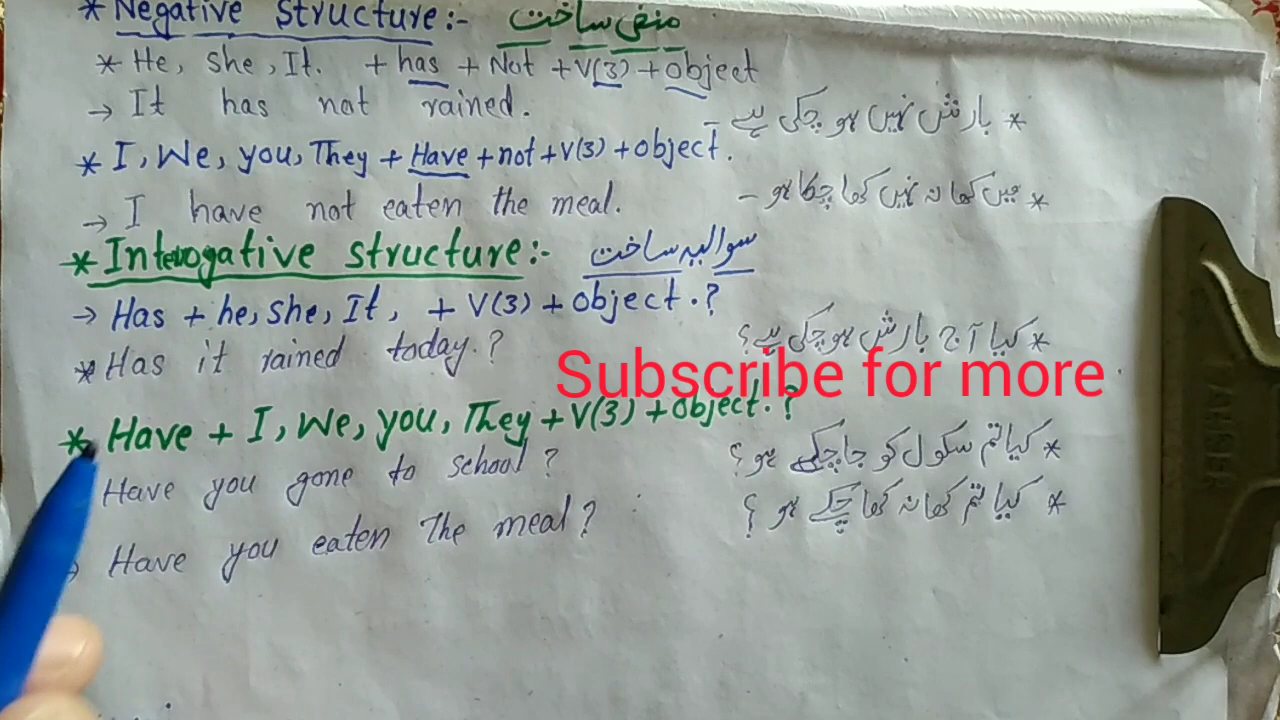 * Negative structure:- منفی ساخت
* He, she, It. + has + Not + V(3) + object
→ It has not rained. * بارش نہیں ہو چکی ہے -
* I, We, you, They + Have + not + V(3) + object.
→ I have not eaten the meal. * میں کھانہ نہیں کھا چکا ہو -
* Interogative structure:- سوالیہ ساخت
→ Has + he, she, It, + V(3) + object.?
* Has it rained today.? * کیا آج بارش ہو چکی ہے؟
Subscribe for more
* Have + I, We, you, They + V(3) + object.?
Have you gone to school? * کیا تم سکول کو جا چکے ہو؟
Have you eaten The meal? * کیا تم کھانہ کھا چکے ہو؟